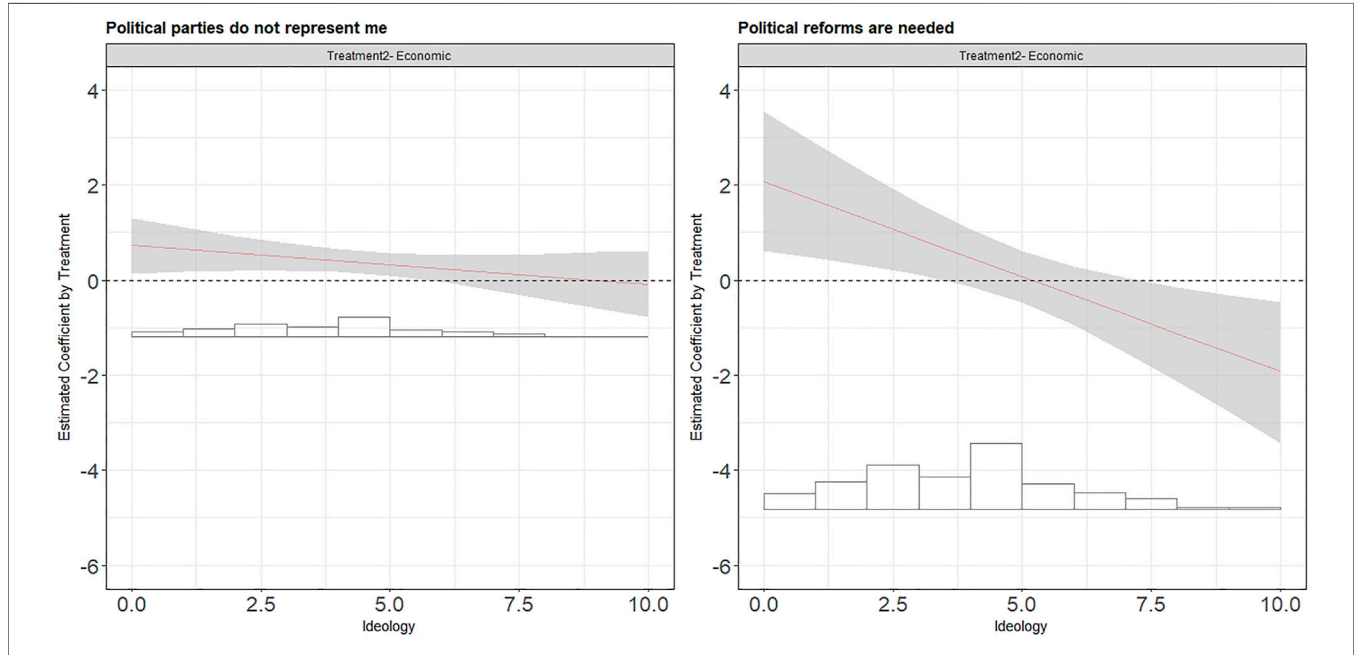 Political parties do not represent me
Treatment2- Economic
Estimated Coefficient by Treatment
4
2
0
-2
-4
-6
0.0 2.5 5.0 7.5 10.0
Ideology
Political reforms are needed
Treatment2- Economic
Estimated Coefficient by Treatment
4
2
0
-2
-4
-6
0.0 2.5 5.0 7.5 10.0
Ideology